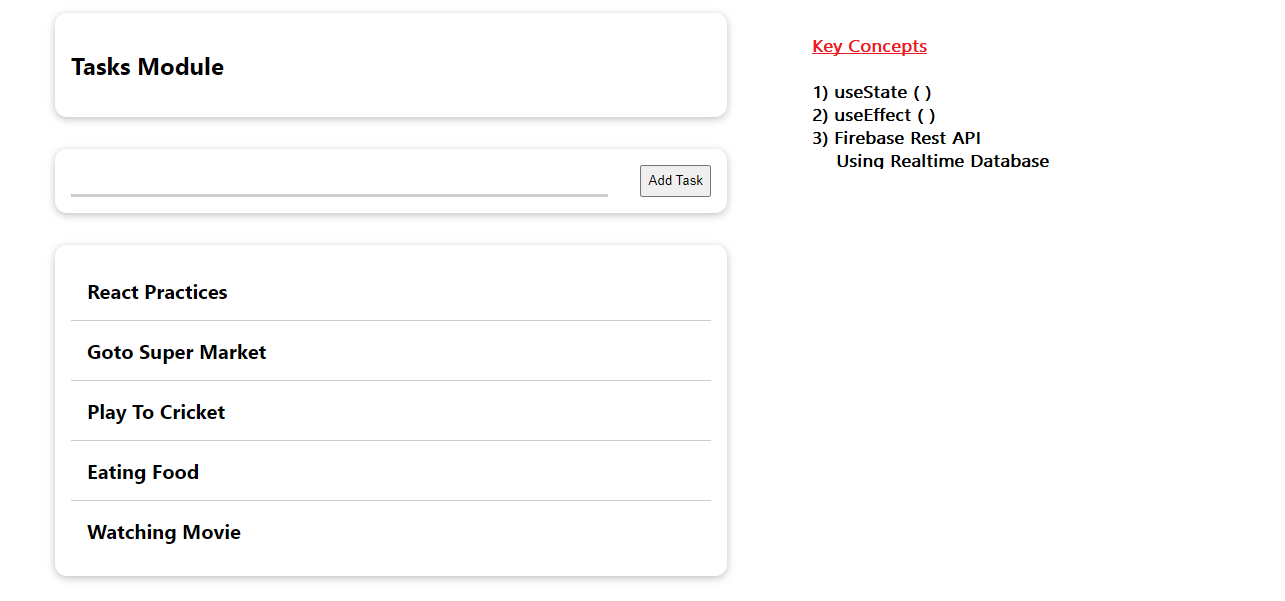 Tasks Module
Add Task
React Practices
Goto Super Market
Play To Cricket
Eating Food
Watching Movie
Key Concepts
1) useState ( )
2) useEffect ( )
3) Firebase Rest API
Using Realtime Database